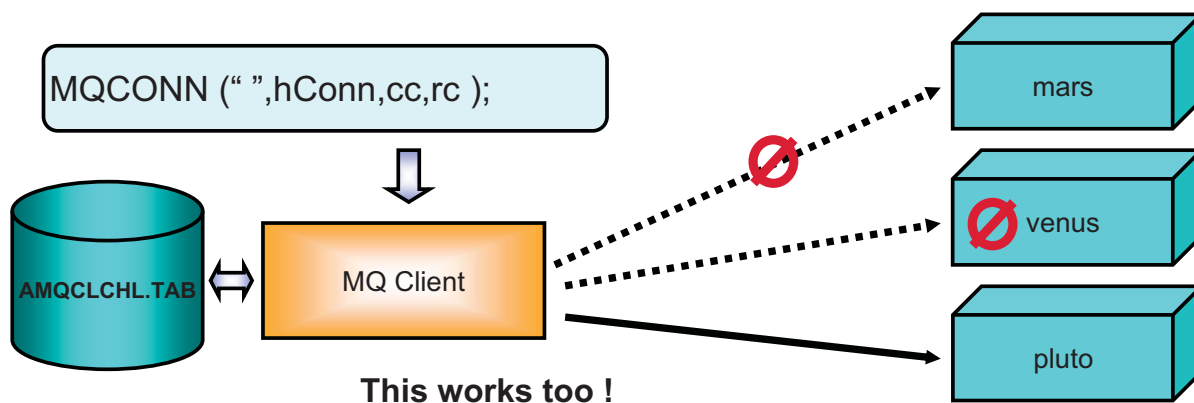 MQCONN (“ ”,hConn,cc,rc );
mars
venus
AMQCLCHL.TAB
MQ Client
pluto
This works too !